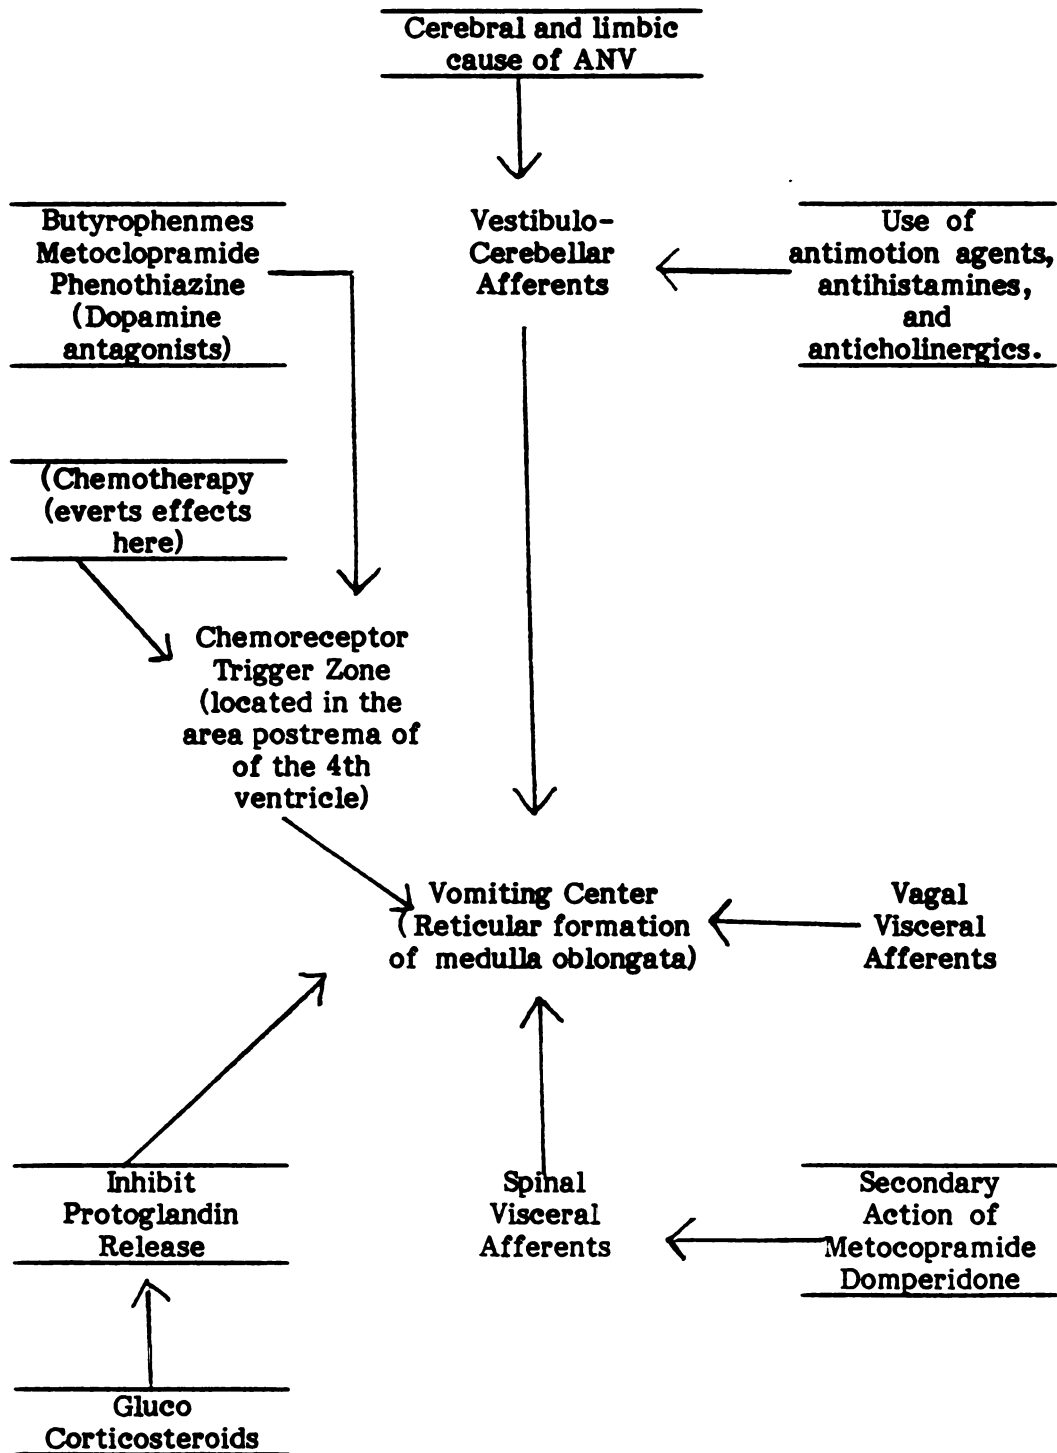 Cerebral and limbic
cause of ANV
Butyrophenmes
Metoclopramide
Phenothiazine
(Dopamine
antagonists)
Vestibulo-
Cerebellar
Afferents
Use of
antimotion agents,
antihistamines,
and
anticholinergics.
(Chemotherapy
(everts effects
here)
Chemoreceptor
Trigger Zone
(located in the
area postrema of
of the 4th
ventricle)
Vomiting Center
(Reticular formation
of medulla oblongata)
Vagal
Visceral
Afferents
Inhibit
Protoglandin
Release
Spinal
Visceral
Afferents
Secondary
Action of
Metocopramide
Domperidone
Gluco
Corticosteroids